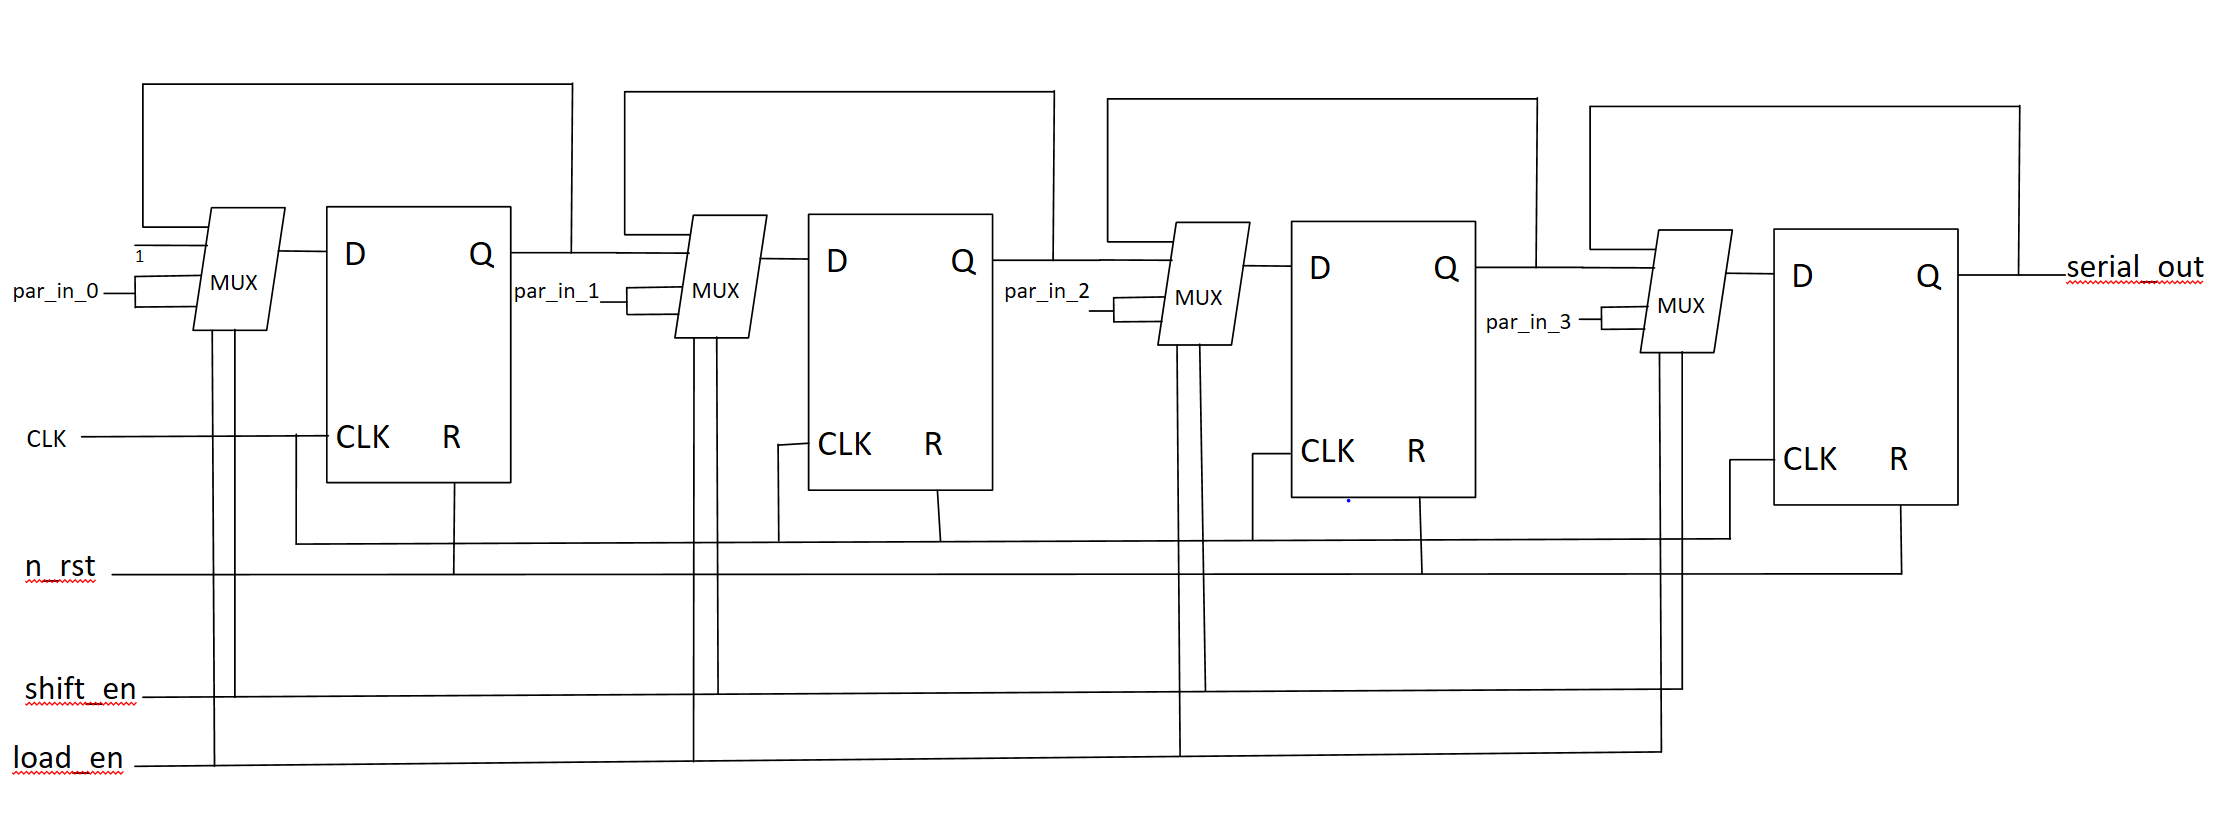 D Q
D Q
D Q
D Q
serial_out
1
MUX
MUX
MUX
MUX
par_in_0
par_in_1
par_in_2
par_in_3
CLK
CLK R
CLK R
CLK R
CLK R
n_rst
shift_en
load_en